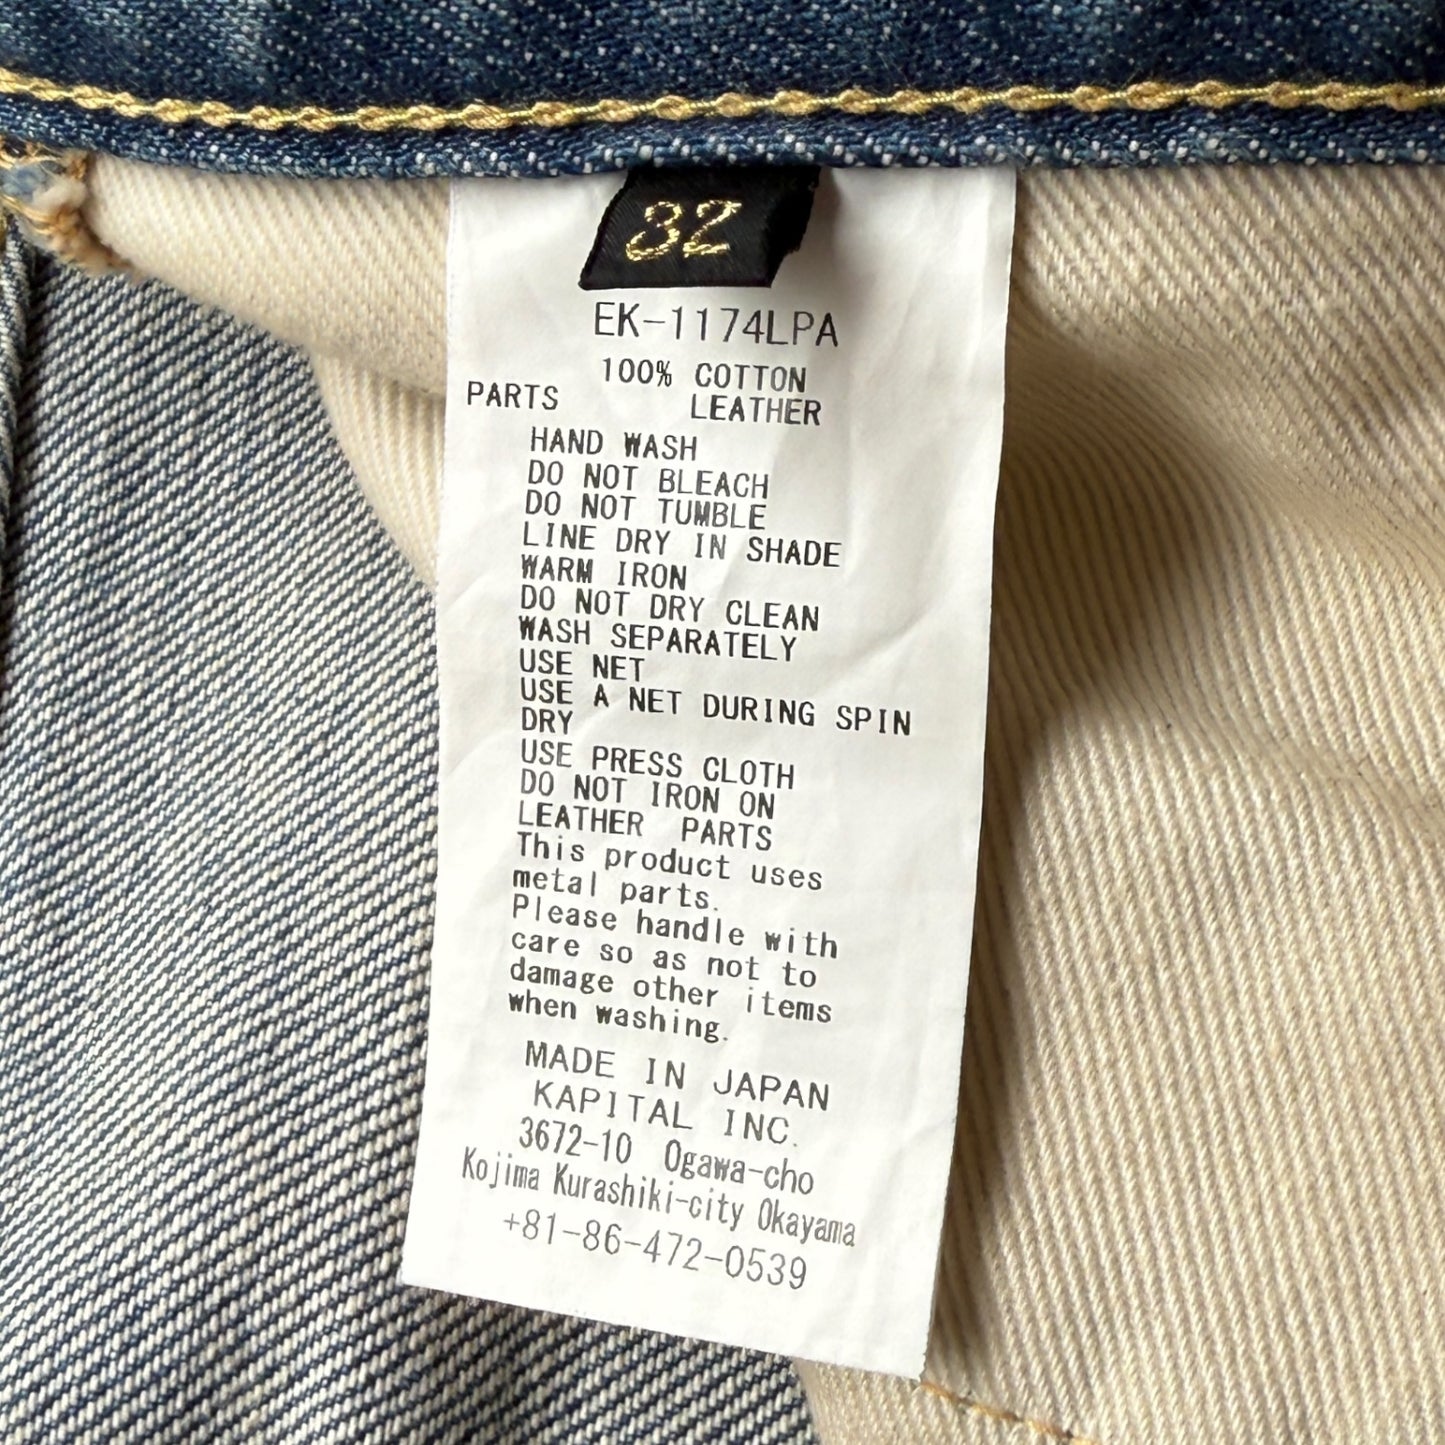 32
EK-1174LPA
100% COTTON
PARTS LEATHER
HAND WASH
DO NOT BLEACH
DO NOT TUMBLE
LINE DRY IN SHADE
WARM IRON
DO NOT DRY CLEAN
WASH SEPARATELY
USE NET
USE A NET DURING SPIN
DRY
USE PRESS CLOTH
DO NOT IRON ON
LEATHER PARTS
This product uses
metal parts.
Please handle with
care so as not to
damage other items
when washing.
MADE IN JAPAN
KAPITAL INC.
3672-10 Ogawa-cho
Kojima Kurashiki-city Okayama
+81-86-472-0539